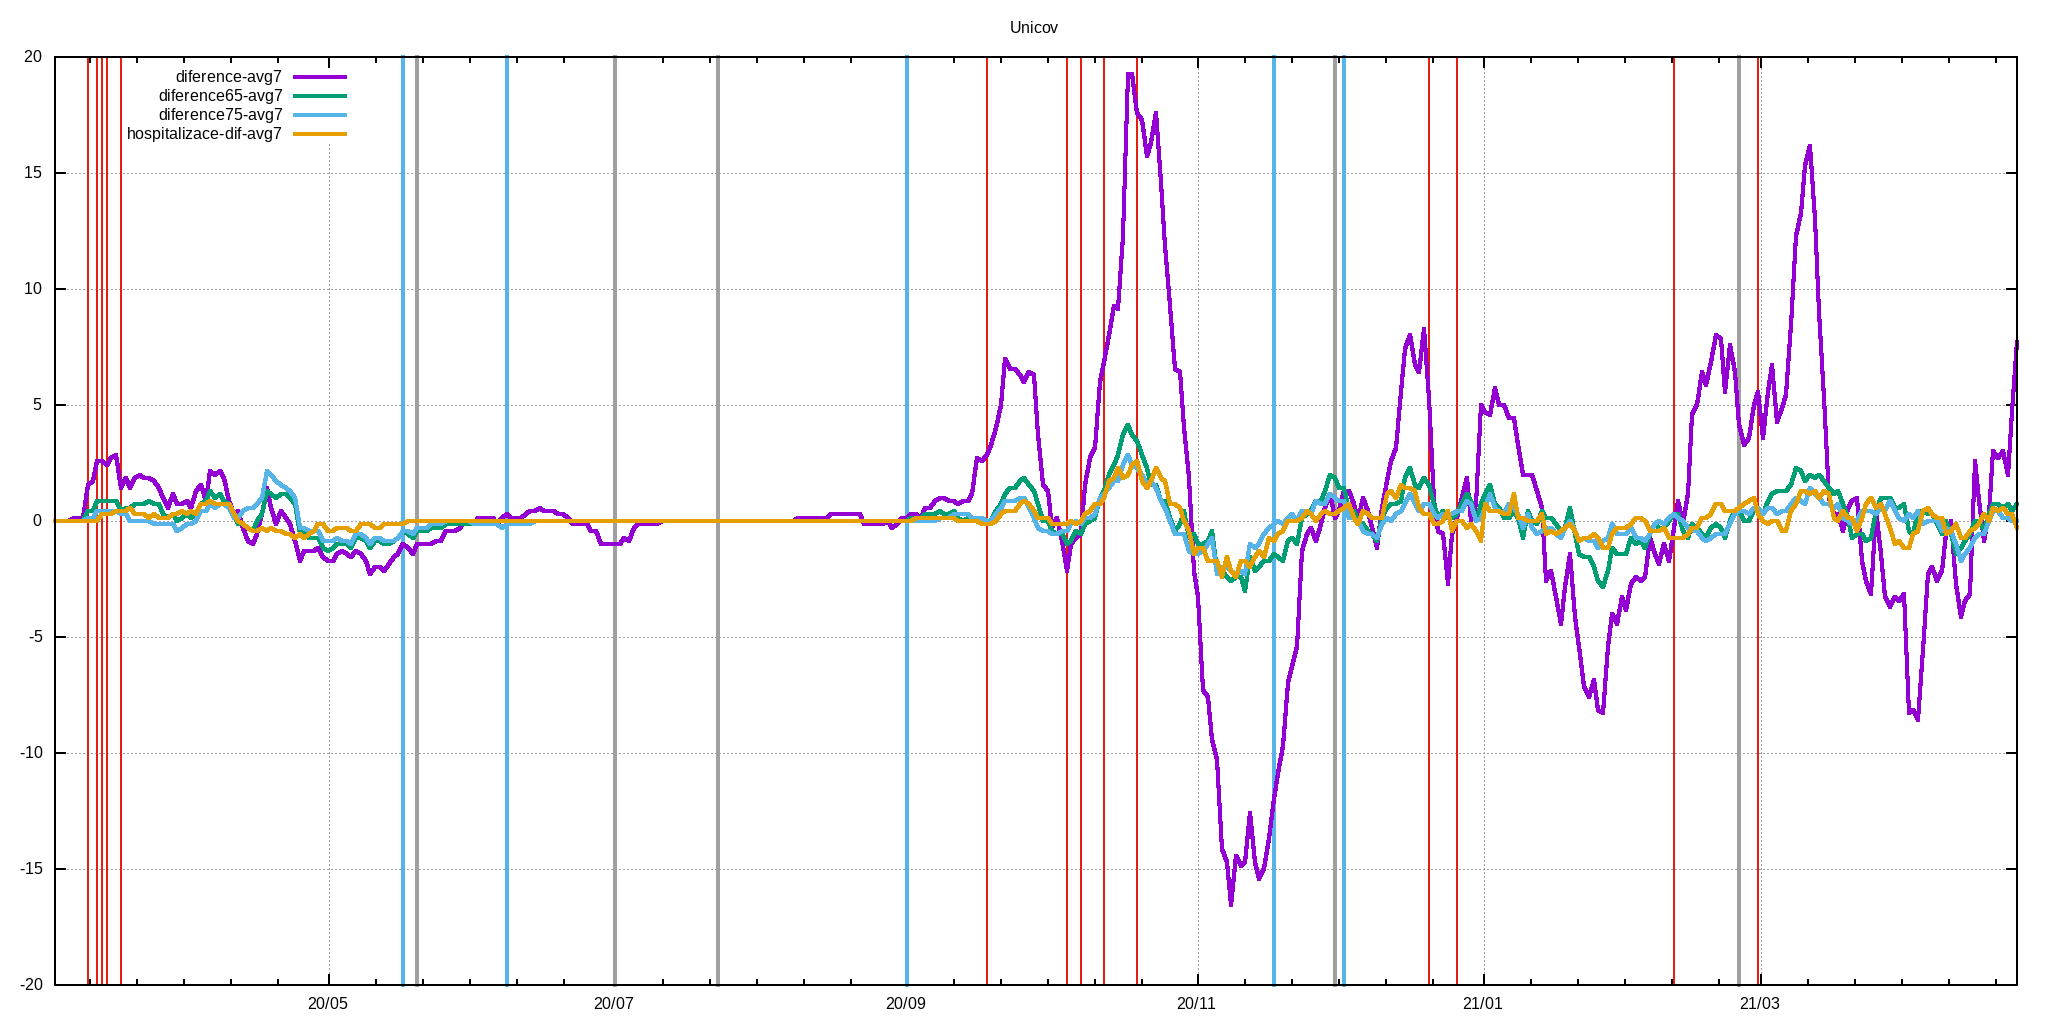 Unicov
20
diference-avg7
diference65-avg7
diference75-avg7
hospitalizace-dif-avg7
15
10
5
0
-5
-10
-15
-20
20/05 20/07 20/09 20/11 21/01 21/03